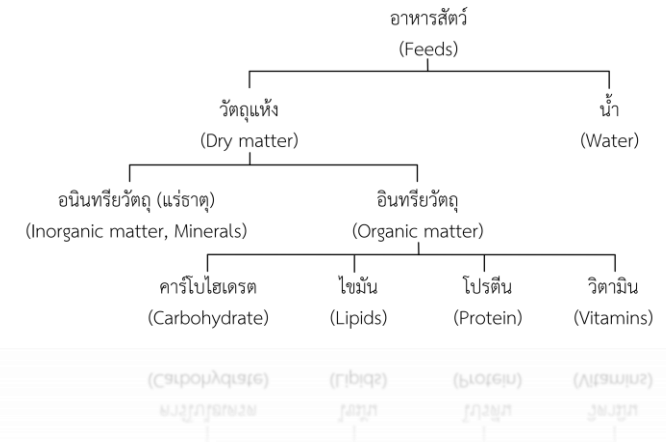 อาหารสัตว์
(Feeds)
วัตถุแห้ง
น้ำ
(Dry matter)
(Water)
อนินทรียวัตถุ (แร่ธาตุ)
อินทรียวัตถุ
(Inorganic matter, Minerals)
(Organic matter)
คาร์โบไฮเดรต
ไขมัน
โปรตีน
วิตามิน
(Carbohydrate)
(Lipids)
(Protein)
(Vitamins)